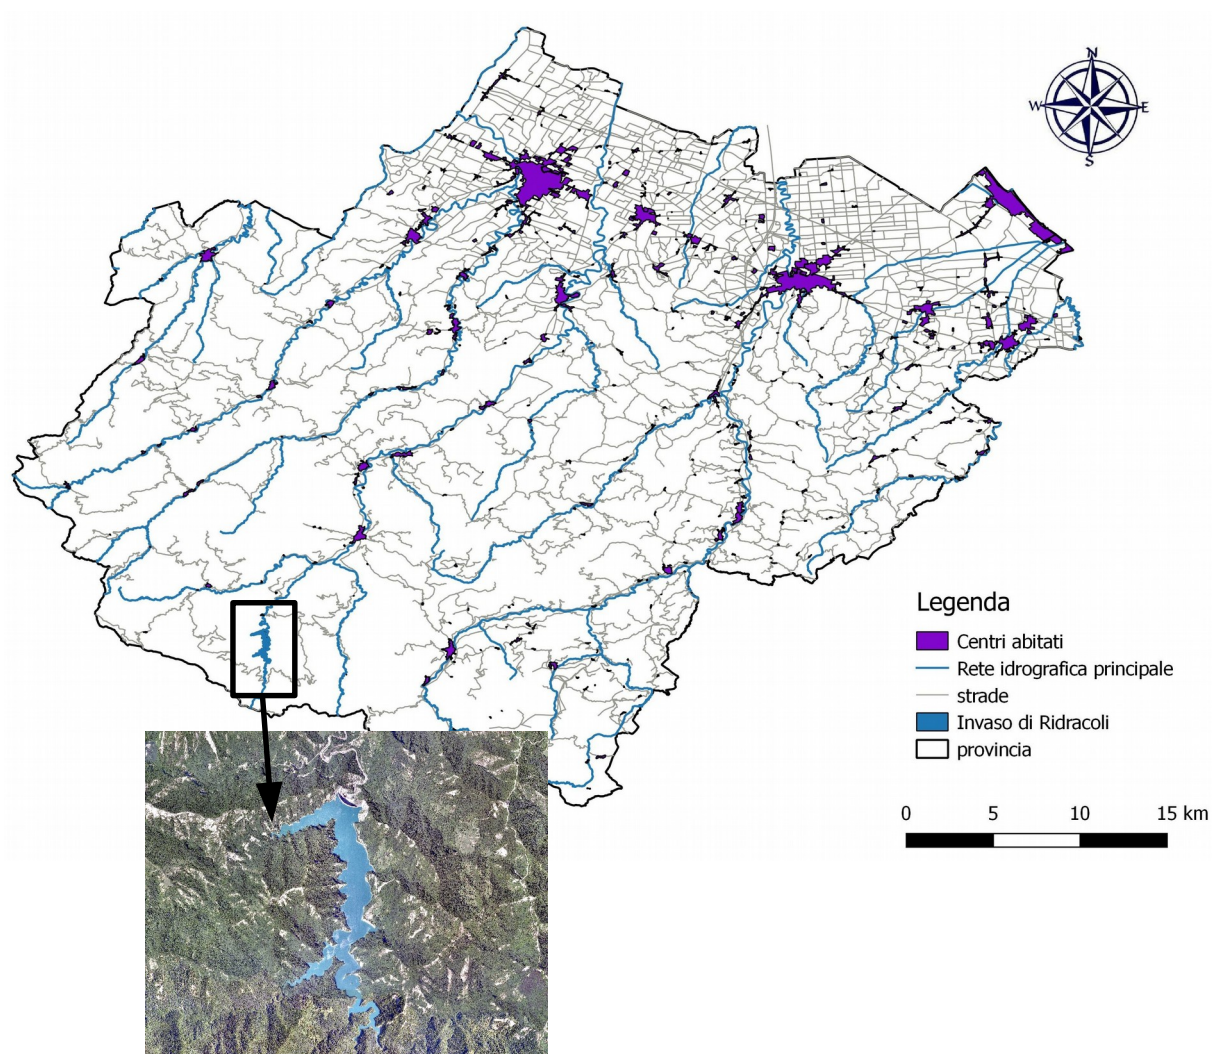 N
W E
S
Legenda
Centri abitati
Rete idrografica principale
strade
Invaso di Ridracoli
provincia
0 5 10 15 km